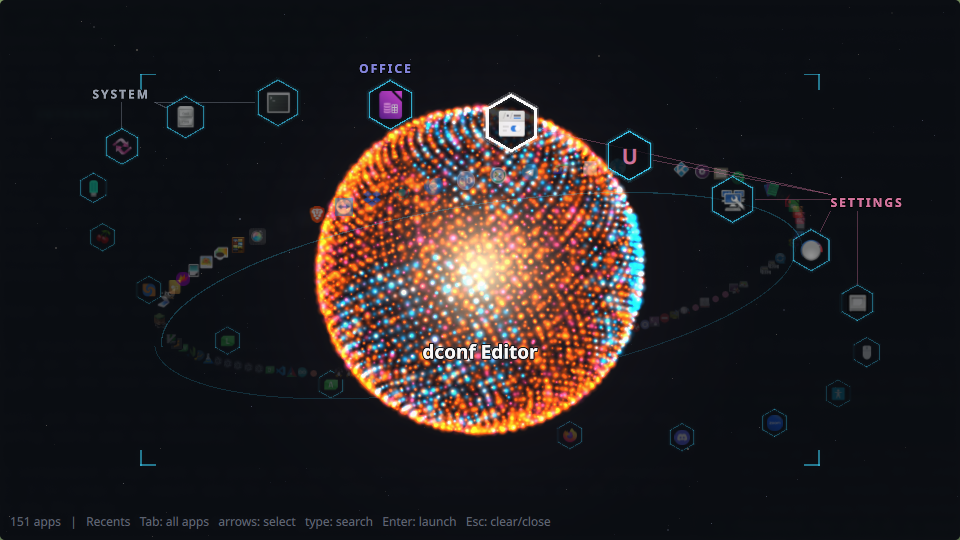 OFFICE
SYSTEM
U
SETTINGS
dconf Editor
151 apps | Recents Tab: all apps arrows: select type: search Enter: launch Esc: clear/close